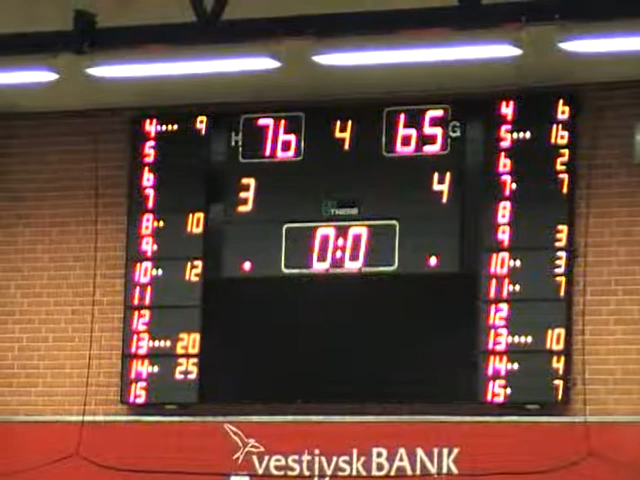 4•••• 9 H 76 4 65 G 4 6
5 5••• 16
6 6 2
7 3 4 7• 7
8•• 10 8
9• 0:0 9 3
10•• 12 10•• 3
11 11•• 7
12 12
13•••• 20 13•••• 10
14•• 25 14•• 4
15 15• 7
vestjyskBANK